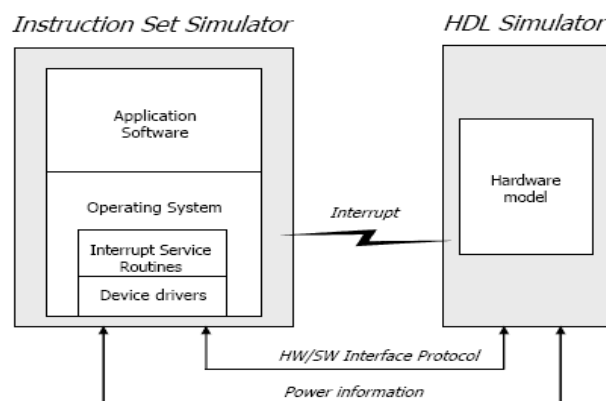 Instruction Set Simulator
HDL Simulator
Application
Software
Operating System
Interrupt Service
Routines
Device drivers
Interrupt
Hardware
model
HW/SW Interface Protocol
Power information